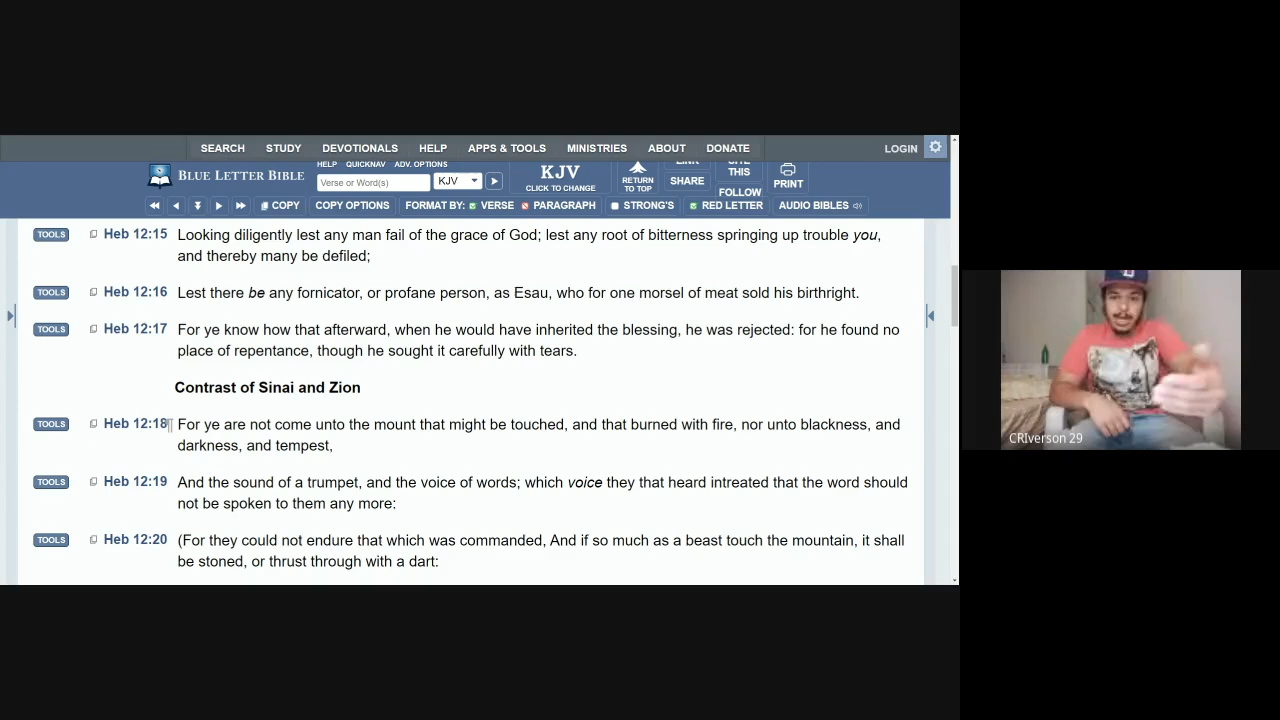 SEARCH STUDY DEVOTIONALS HELP APPS & TOOLS MINISTRIES ABOUT DONATE LOGIN
BLUE LETTER BIBLE
HELP QUICKNAV ADV. OPTIONS
Verse or Word(s) KJV
KJV
CLICK TO CHANGE
RETURN
TO TOP
LINK
SHARE
CITE
THIS
FOLLOW
PRINT
COPY COPY OPTIONS FORMAT BY: VERSE PARAGRAPH STRONG'S RED LETTER AUDIO BIBLES
TOOLS Heb 12:15 Looking diligently lest any man fail of the grace of God; lest any root of bitterness springing up trouble you,
and thereby many be defiled;
TOOLS Heb 12:16 Lest there be any fornicator, or profane person, as Esau, who for one morsel of meat sold his birthright.
TOOLS Heb 12:17 For ye know how that afterward, when he would have inherited the blessing, he was rejected: for he found no
place of repentance, though he sought it carefully with tears.
Contrast of Sinai and Zion
TOOLS Heb 12:18¶ For ye are not come unto the mount that might be touched, and that burned with fire, nor unto blackness, and
darkness, and tempest,
TOOLS Heb 12:19 And the sound of a trumpet, and the voice of words; which voice they that heard intreated that the word should
not be spoken to them any more:
TOOLS Heb 12:20 (For they could not endure that which was commanded, And if so much as a beast touch the mountain, it shall
be stoned, or thrust through with a dart:
CRIverson 29